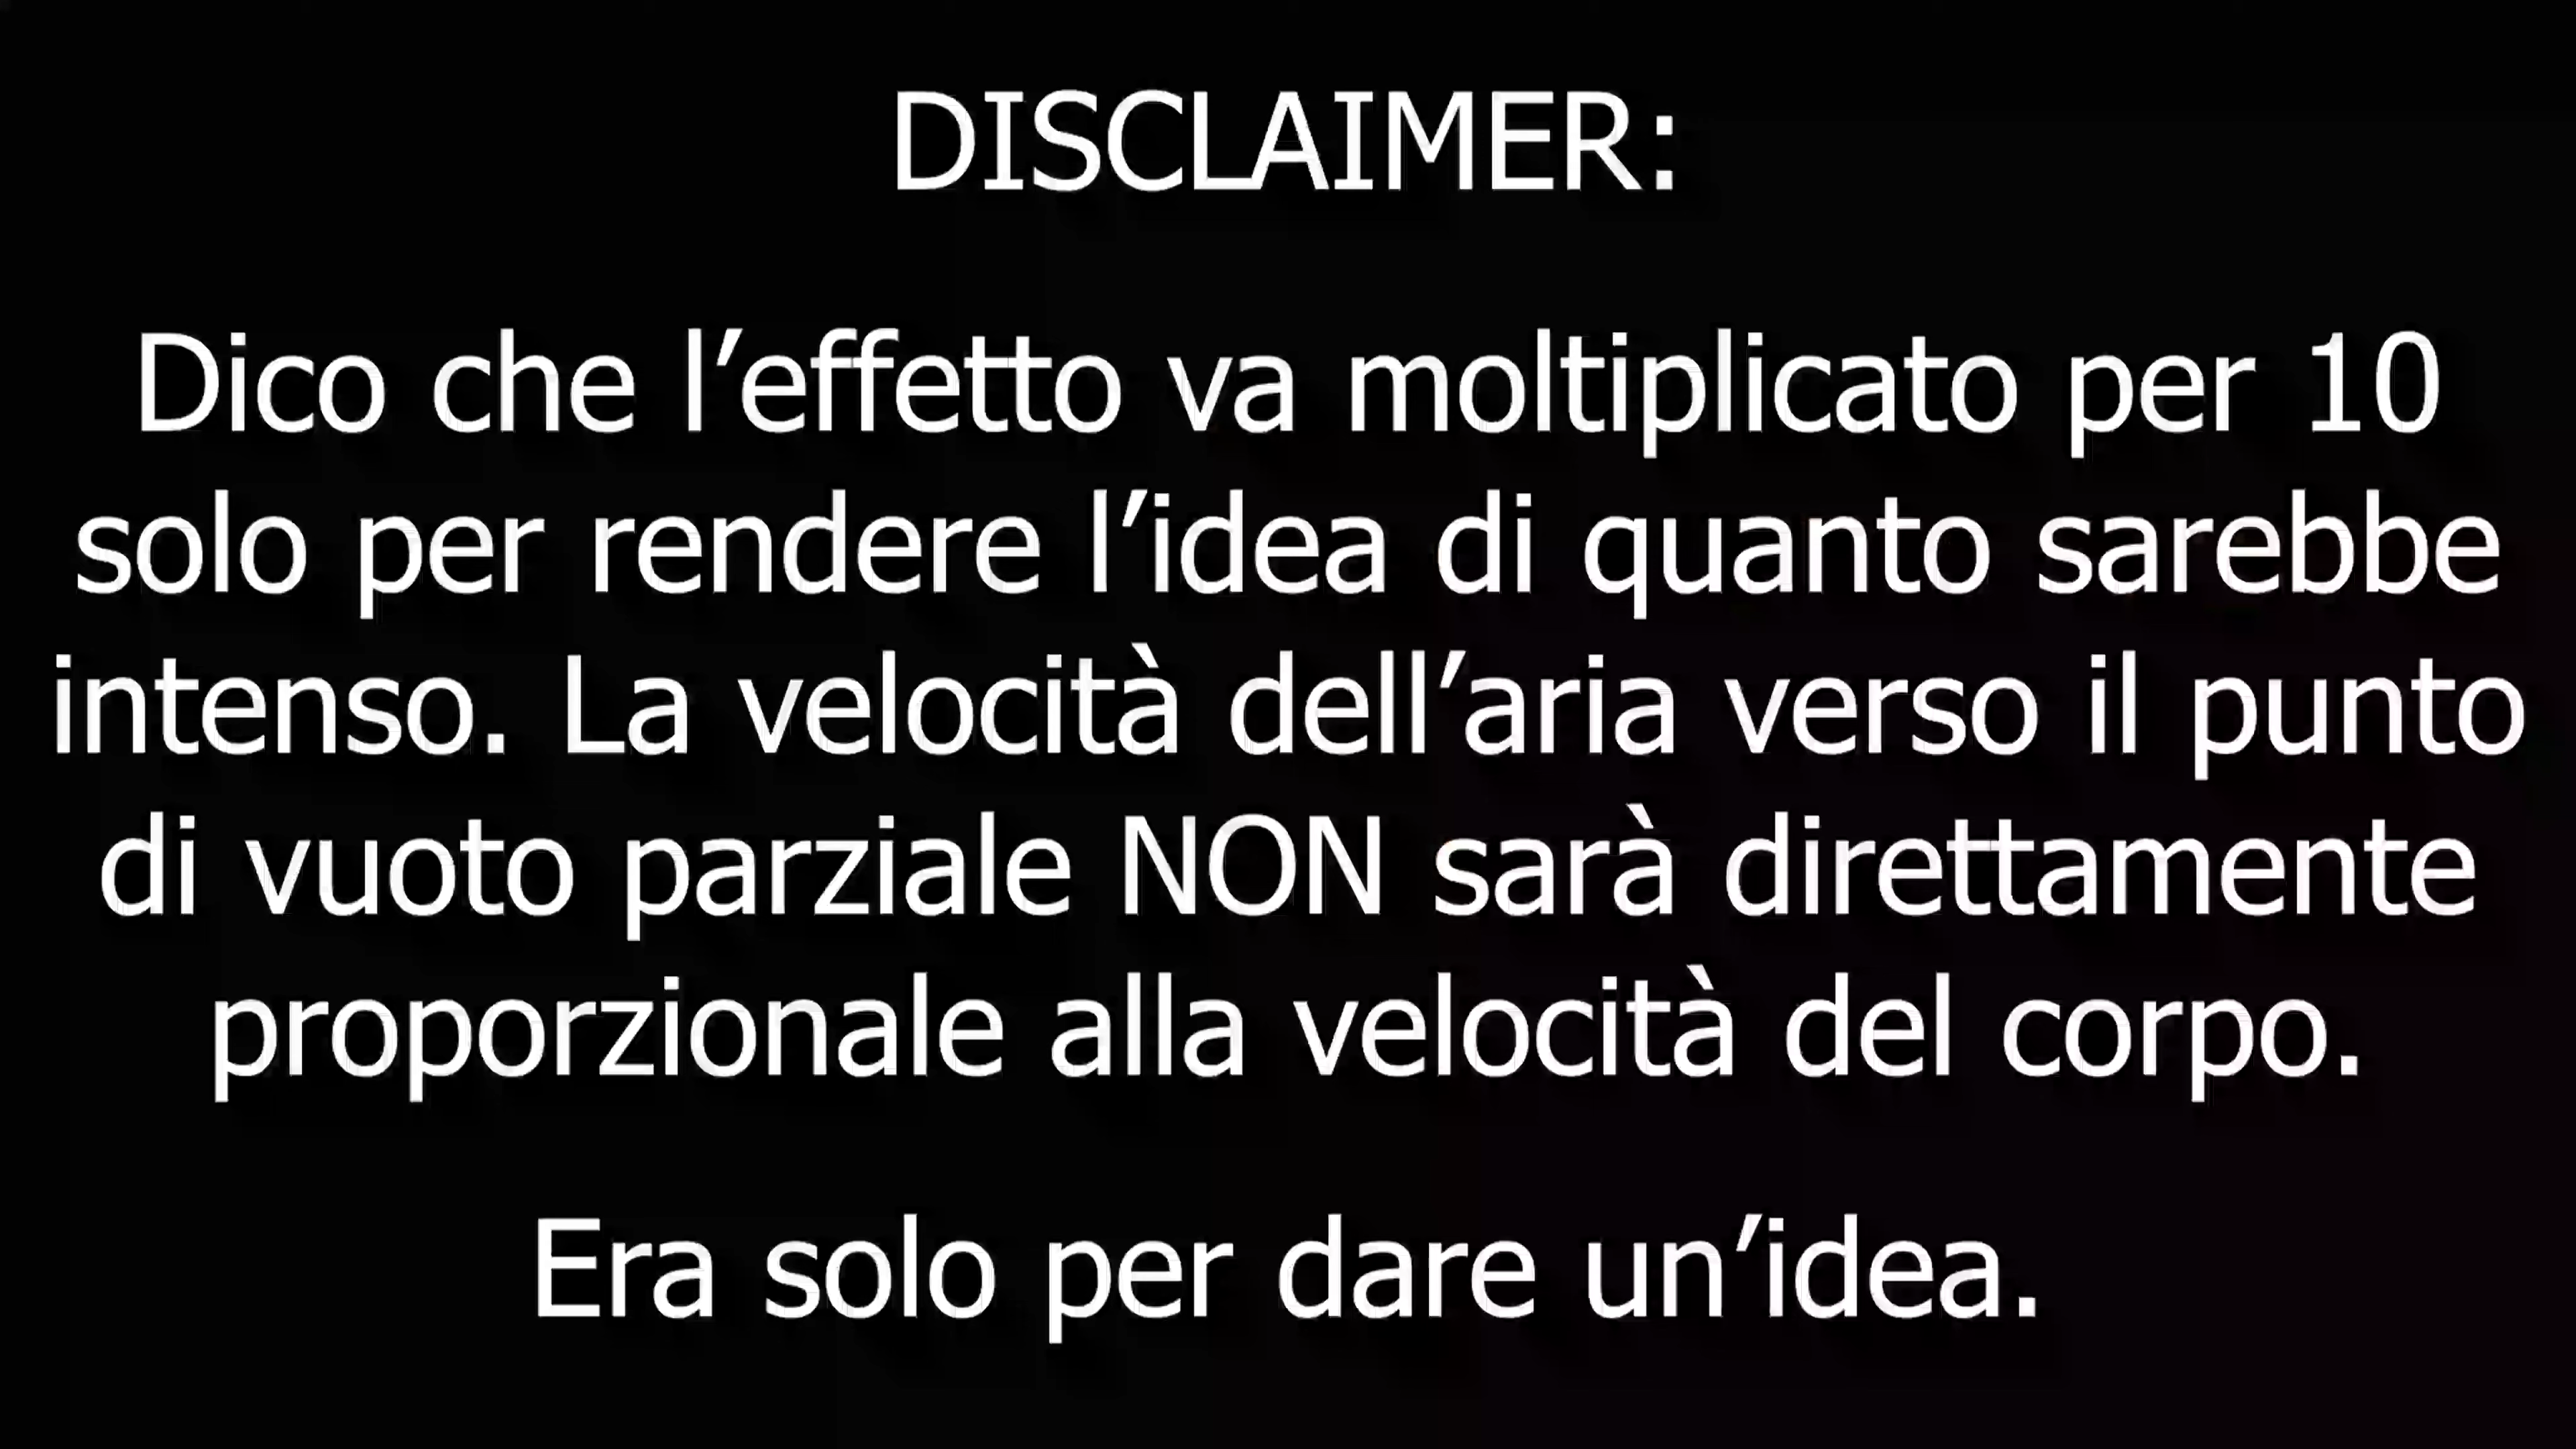 DISCLAIMER:
Dico che l’effetto va moltiplicato per 10
solo per rendere l’idea di quanto sarebbe
intenso. La velocità dell’aria verso il punto
di vuoto parziale NON sarà direttamente
proporzionale alla velocità del corpo.
Era solo per dare un’idea.